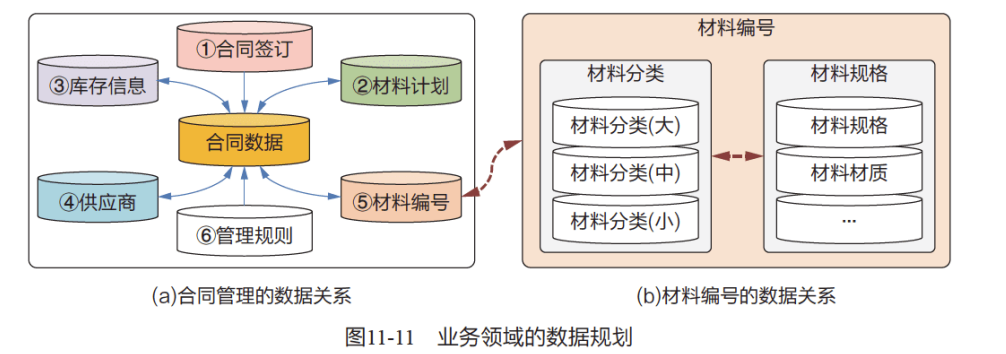 ①合同签订
③库存信息
②材料计划
合同数据
④供应商
⑤材料编号
⑥管理规则
(a)合同管理的数据关系
材料编号
材料分类
材料分类(大)
材料分类(中)
材料分类(小)
材料规格
材料规格
材料材质
…
(b)材料编号的数据关系
图11-11 业务领域的数据规划